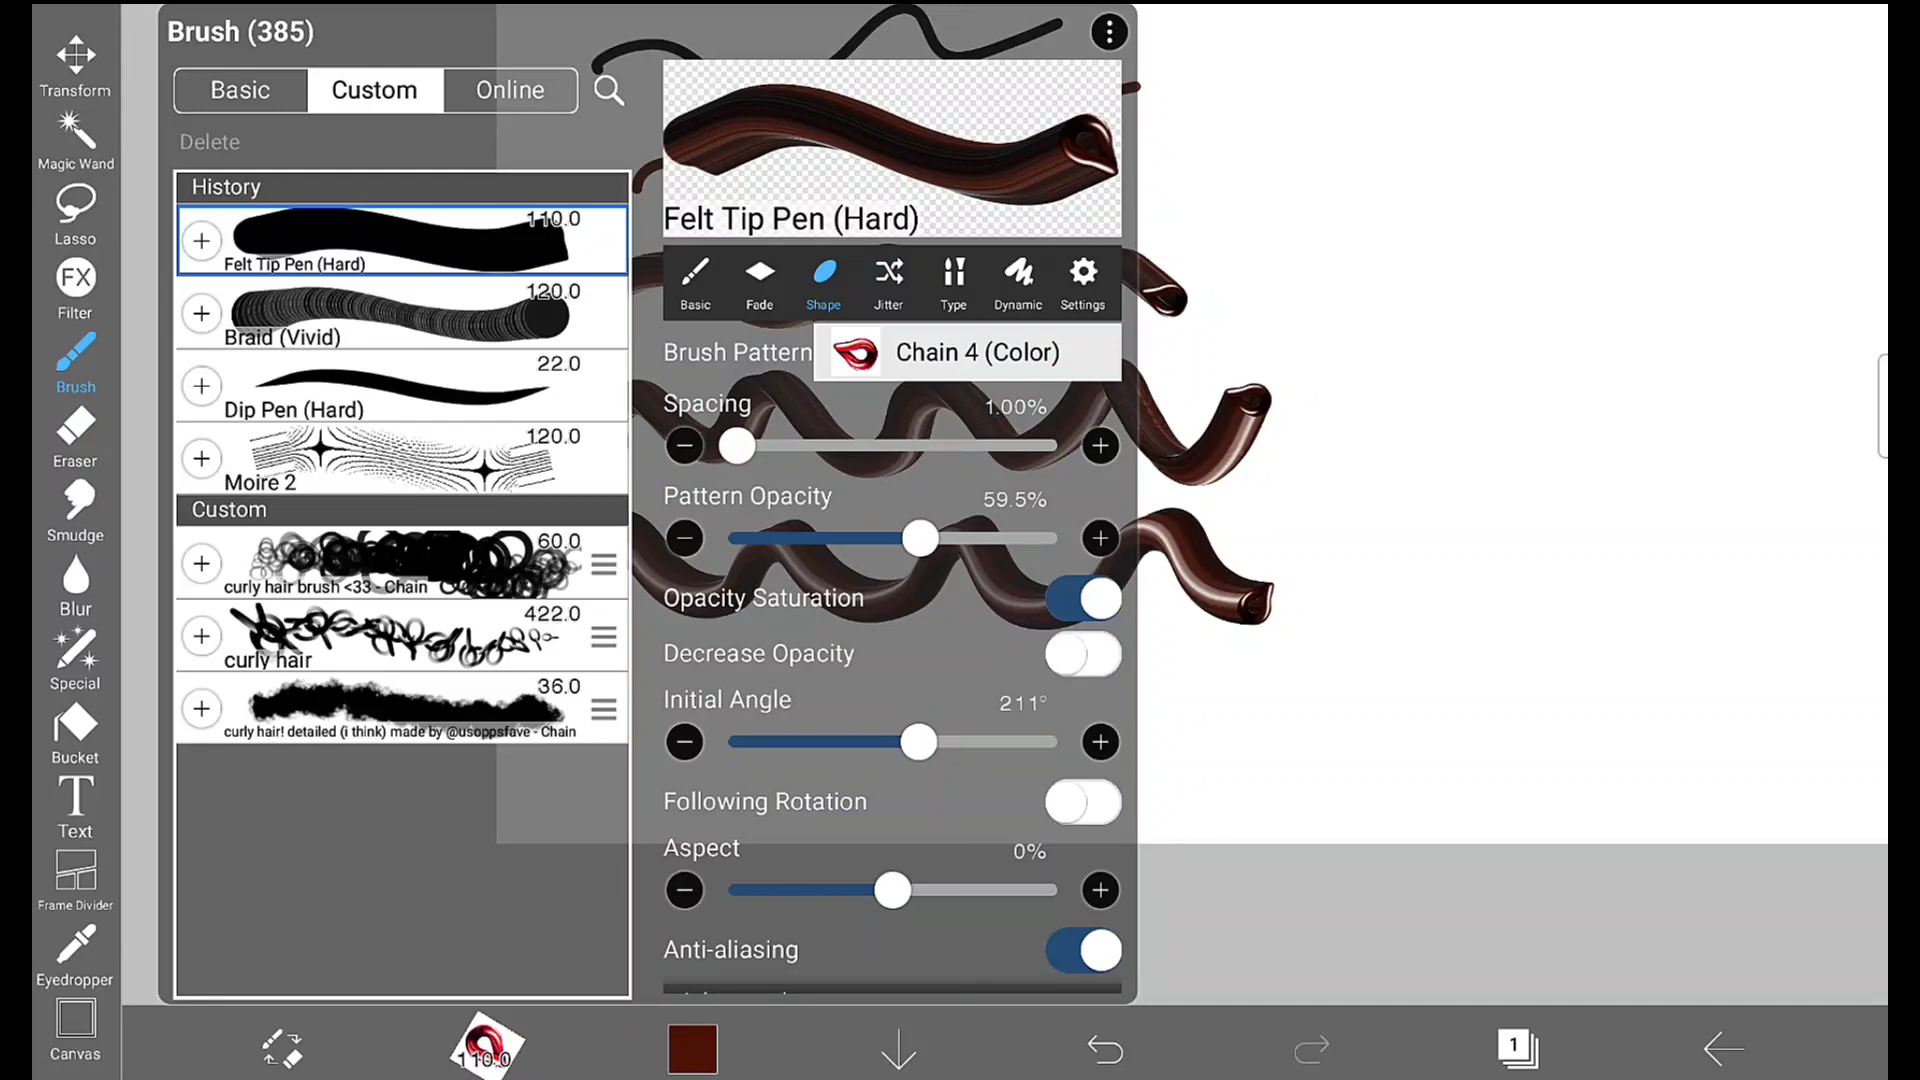 Brush (385)
Basic
Custom
Online
Delete
History
110.0
Felt Tip Pen (Hard)
120.0
Braid (Vivid)
22.0
Dip Pen (Hard)
120.0
Moire 2
Custom
60.0
curly hair brush <33 - Chain
422.0
curly hair
36.0
curly hair! detailed (i think) made by @usoppsfave - Chain
Felt Tip Pen (Hard)
Basic
Fade
Shape
Jitter
Type
Dynamic
Settings
Brush Pattern
Chain 4 (Color)
Spacing
1.00%
Pattern Opacity
59.5%
Opacity Saturation
Decrease Opacity
Initial Angle
211°
Following Rotation
Aspect
0%
Anti-aliasing
Transform
Magic Wand
Lasso
FX
Filter
Brush
Eraser
Smudge
Blur
Special
Bucket
T
Text
Frame Divider
Eyedropper
Canvas
110.0
1